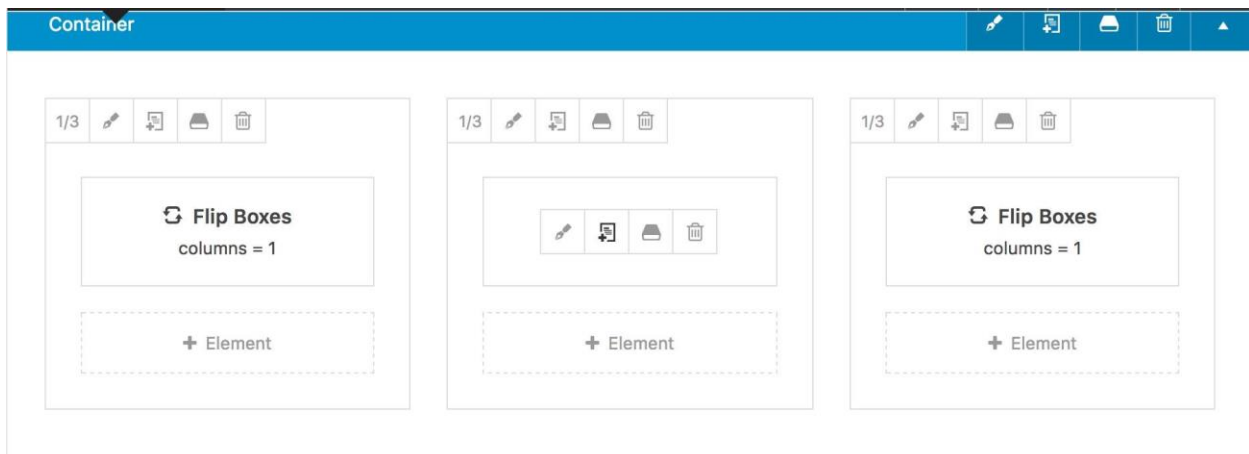 Container
1/3
1/3
1/3
Flip Boxes
columns = 1
Flip Boxes
columns = 1
+ Element
+ Element
+ Element